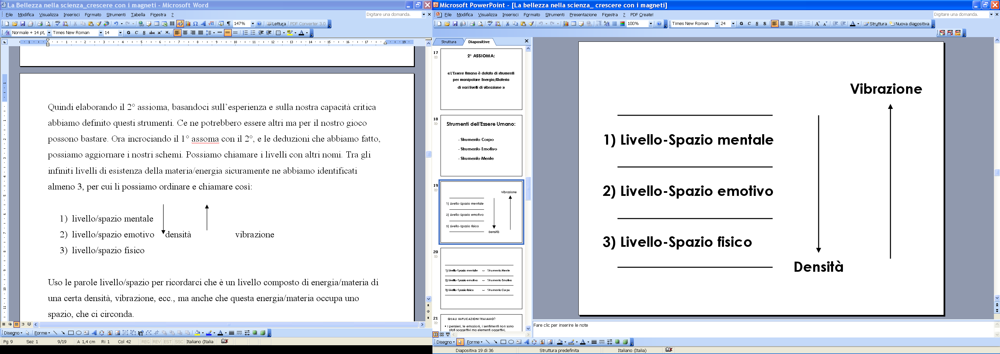 La Bellezza nella scienza_crescere con i magneti - Microsoft Word
File Modifica Visualizza Inserisci Formato Strumenti Tabella Finestra ?
Digitare una domanda.
147% Lettura PDF Converter 3.0
Normale + 14 pt, Times New Roman 14 G C S abc
Quindi elaborando il 2° assioma, basandoci sull'esperienza e sulla nostra capacità critica
abbiamo definito questi strumenti. Ce ne potrebbero essere altri ma per il nostro gioco
possono bastare. Ora incrociando il 1° assoma con il 2°, e le deduzioni che abbiamo fatto,
possiamo aggiornare i nostri schemi. Possiamo chiamare i livelli con altri nomi. Tra gli
infiniti livelli di esistenza della materia/energia sicuramente ne abbiamo identificati
almeno 3, per cui li possiamo ordinare e chiamare così:
1) livello/spazio mentale
2) livello/spazio emotivo densità vibrazione
3) livello/spazio fisico
Uso le parole livello/spazio per ricordarci che è un livello composto di energia/materia di
una certa densità, vibrazione, ecc., ma anche che questa energia/materia occupa uno
spazio, che ci circonda.
Disegno Forme
Pg 9 Sez 1 9/19 A 1,4 cm Ri 1 Col 42 REG REV EST SSC Italiano (Italia
Microsoft PowerPoint - [La bellezza nella scienza_ crescere con i magneti]
File Modifica Visualizza Inserisci Formato Strumenti Presentazione Finestra ? PDF Create!
Digitare una domanda.
100% Times New Roman 24 G C S S Struttura Nuova diapositiva
Struttura Diapositive
17
2° ASSIOMA:
« L'Essere Umano è dotato di strumenti
per manipolare Energia/Materia
di vari livelli di vibrazione »
18
Strumenti dell'Essere Umano:
- Strumento Corpo
- Strumento Emotivo
- Strumento Mente
19
Vibrazione
1) Livello-Spazio mentale
2) Livello-Spazio emotivo
3) Livello-Spazio fisico
Densità
20
1) Livello-Spazio mentale – Strumento Mente
2) Livello-Spazio emotivo – Strumento Emotivo
3) Livello-Spazio fisico – Strumento Corpo
21
QUALI IMPLICAZIONI TRAIAMO?
• I pensieri, le emozioni, i sentimenti non sono
stati soggettivi ma elementi oggettivi,
Vibrazione
1) Livello-Spazio mentale
2) Livello-Spazio emotivo
3) Livello-Spazio fisico
Densità
Fare clic per inserire le note
Disegno Forme
Diapositiva 19 di 36 Struttura predefinita Italiano (Italia)